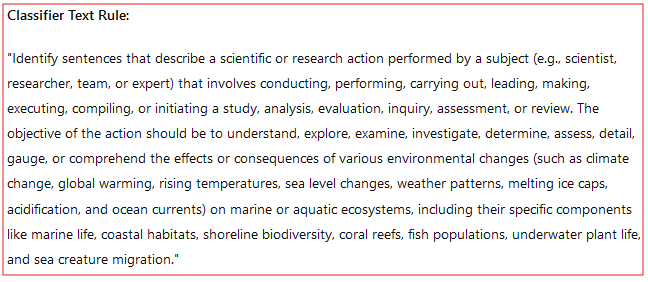 Classifier Text Rule:
"Identify sentences that describe a scientific or research action performed by a subject (e.g., scientist,
researcher, team, or expert) that involves conducting, performing, carrying out, leading, making,
executing, compiling, or initiating a study, analysis, evaluation, inquiry, assessment, or review. The
objective of the action should be to understand, explore, examine, investigate, determine, assess, detail,
gauge, or comprehend the effects or consequences of various environmental changes (such as climate
change, global warming, rising temperatures, sea level changes, weather patterns, melting ice caps,
acidification, and ocean currents) on marine or aquatic ecosystems, including their specific components
like marine life, coastal habitats, shoreline biodiversity, coral reefs, fish populations, underwater plant life,
and sea creature migration."